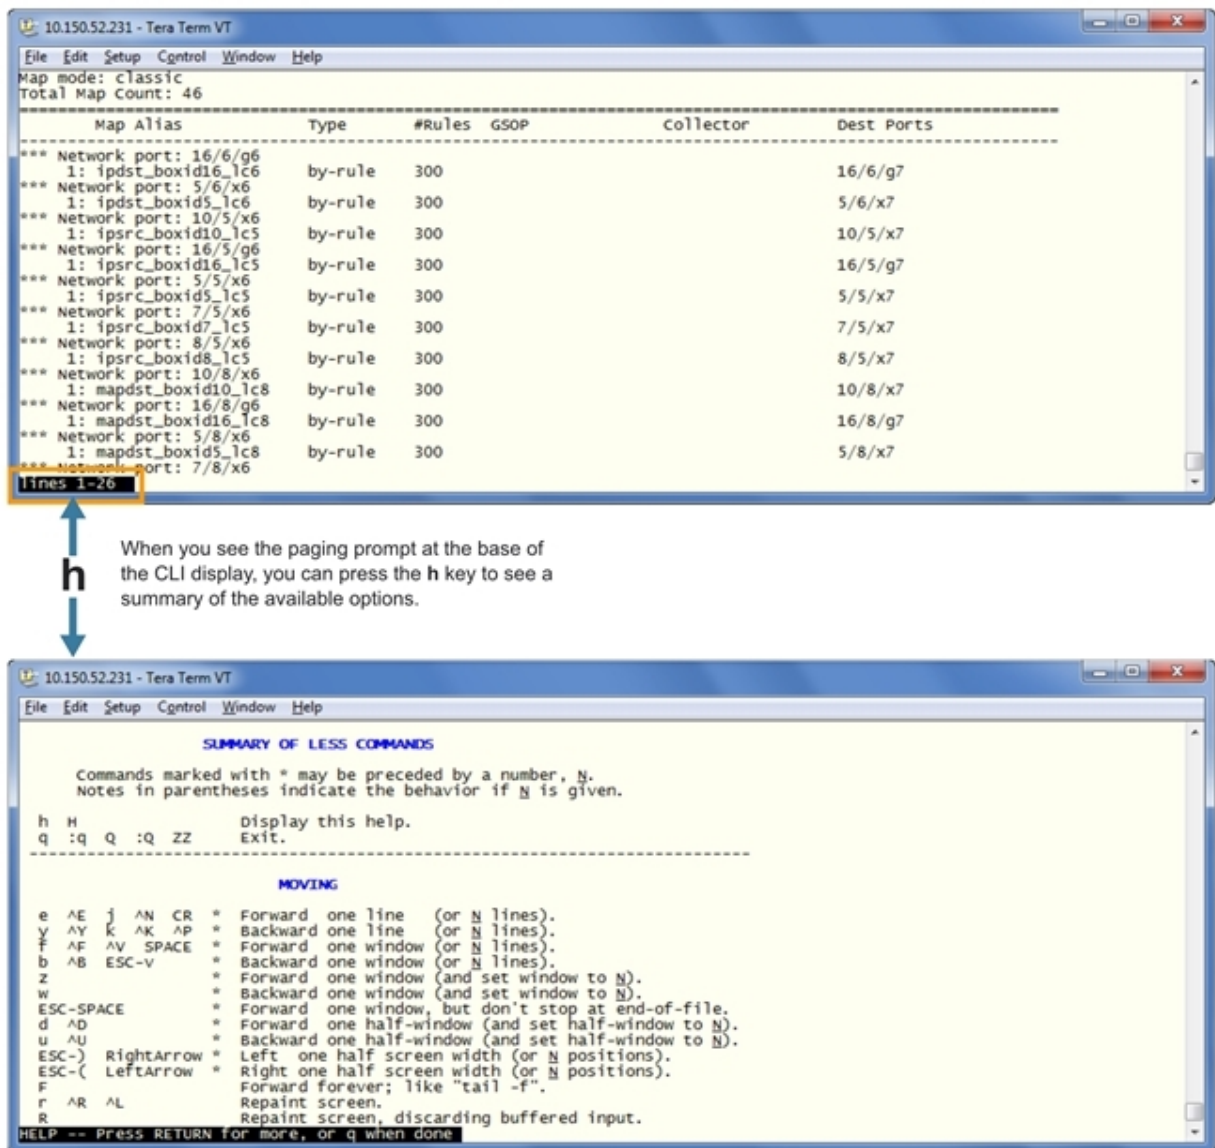 10.150.52.231 - Tera Term VT
File Edit Setup Control Window Help
Map mode: classic
Total Map Count: 46
Map Alias Type #Rules GSOP Collector Dest Ports
*** Network port: 16/6/g6
1: ipdst_boxid16_lc6 by-rule 300 16/6/g7
*** Network port: 5/6/x6
1: ipdst_boxid5_lc6 by-rule 300 5/6/x7
*** Network port: 10/5/x6
1: ipsrc_boxid10_lc5 by-rule 300 10/5/x7
*** Network port: 16/5/g6
1: ipsrc_boxid16_lc5 by-rule 300 16/5/g7
*** Network port: 5/5/x6
1: ipsrc_boxid5_lc5 by-rule 300 5/5/x7
*** Network port: 7/5/x6
1: ipsrc_boxid7_lc5 by-rule 300 7/5/x7
*** Network port: 8/5/x6
1: ipsrc_boxid8_lc5 by-rule 300 8/5/x7
*** Network port: 10/8/x6
1: mapdst_boxid10_lc8 by-rule 300 10/8/x7
*** Network port: 16/8/g6
1: mapdst_boxid16_lc8 by-rule 300 16/8/g7
*** Network port: 5/8/x6
1: mapdst_boxid5_lc8 by-rule 300 5/8/x7
*** Network port: 7/8/x6
lines 1-26
h
When you see the paging prompt at the base of
the CLI display, you can press the h key to see a
summary of the available options.
10.150.52.231 - Tera Term VT
File Edit Setup Control Window Help
SUMMARY OF LESS COMMANDS
Commands marked with * may be preceded by a number, N.
Notes in parentheses indicate the behavior if N is given.
h H Display this help.
q :q Q :Q ZZ Exit.
MOVING
e ^E j ^N CR * Forward one line (or N lines).
y ^Y k ^K ^P * Backward one line (or N lines).
f ^F ^V SPACE * Forward one window (or N lines).
b ^B ESC-v * Backward one window (or N lines).
z * Forward one window (and set window to N).
w * Backward one window (and set window to N).
ESC-SPACE * Forward one window, but don't stop at end-of-file.
d ^D * Forward one half-window (and set half-window to N).
u ^U * Backward one half-window (and set half-window to N).
ESC-) RightArrow * Left one half screen width (or N positions).
ESC-( LeftArrow * Right one half screen width (or N positions).
F Forward forever; like "tail -f".
r ^R ^L Repaint screen.
R Repaint screen, discarding buffered input.
HELP -- Press RETURN for more, or q when done